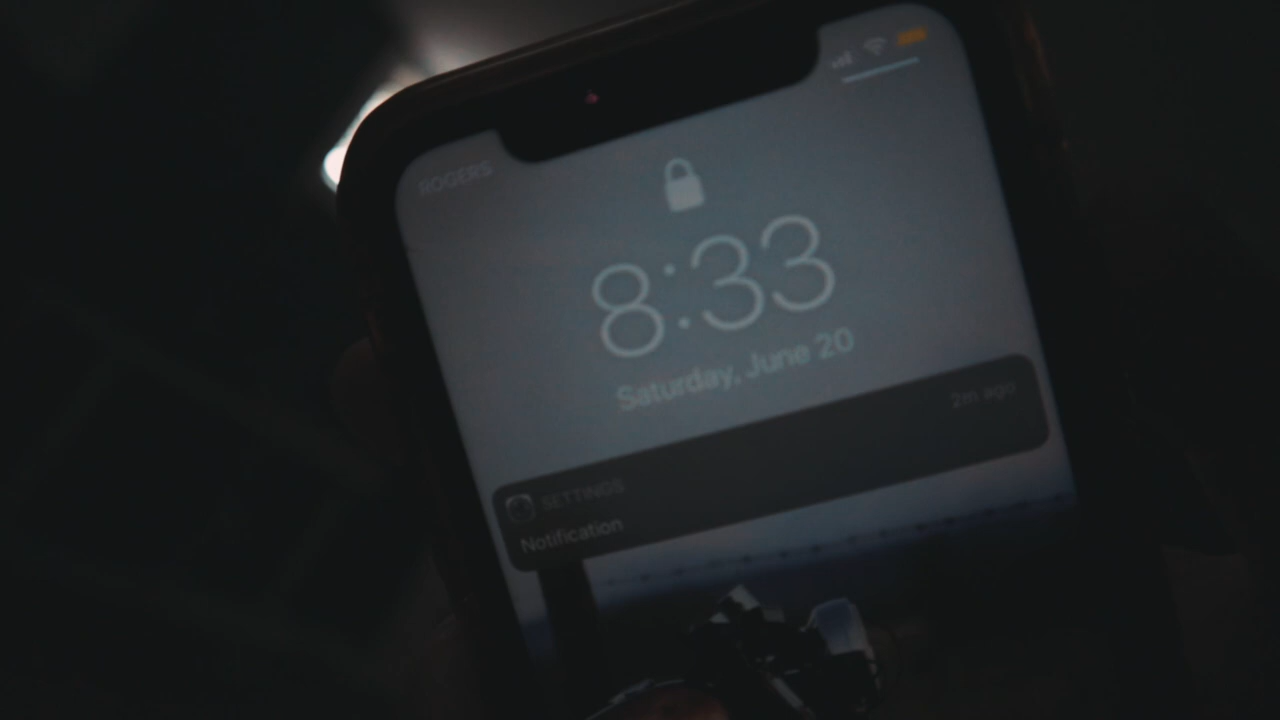 ROGERS
8:33
Saturday, June 20
2m ago
SETTINGS
Notification